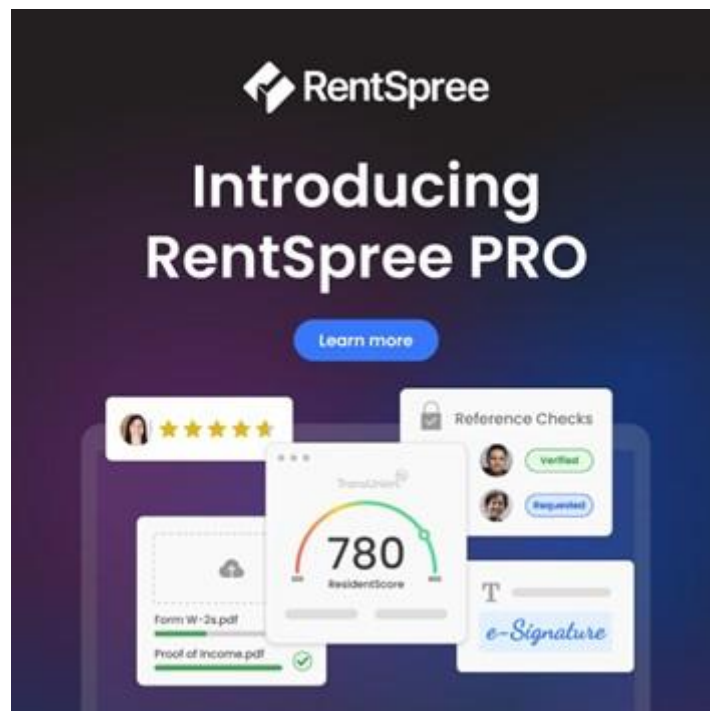 RentSpree
Introducing
RentSpree PRO
Learn more
Reference Checks
Verified
Requested
TransUnion
780
ResidentScore
Form W-2s.pdf
Proof of Income.pdf
T
e-Signature